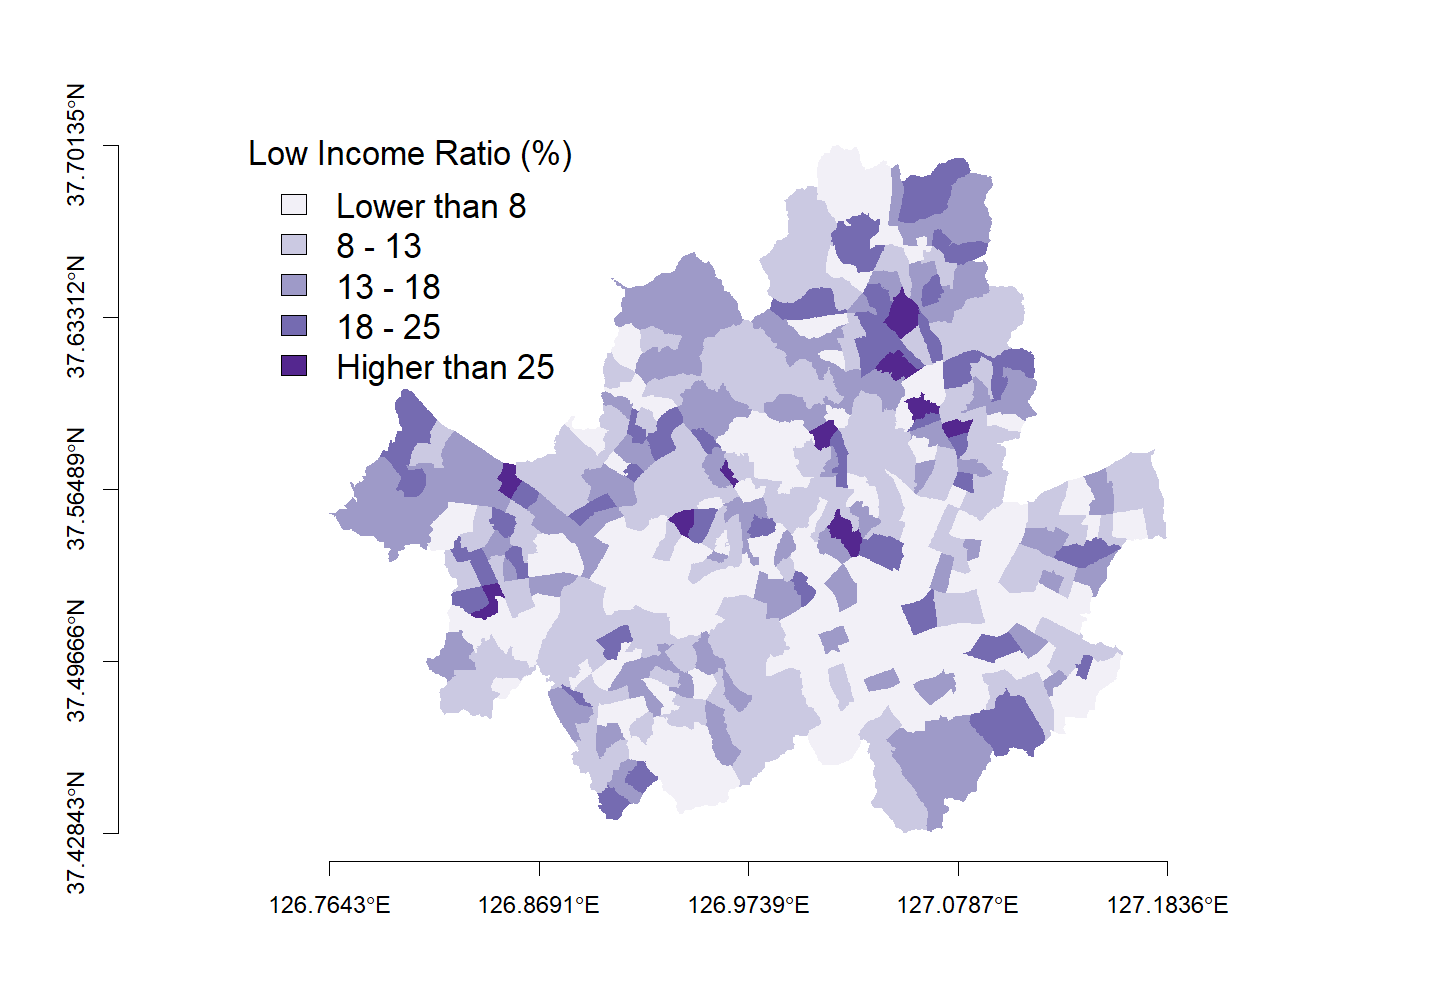 Low Income Ratio (%)
Lower than 8
8 - 13
13 - 18
18 - 25
Higher than 25
37.70135°N
37.63312°N
37.56489°N
37.49666°N
37.42843°N
126.7643°E
126.8691°E
126.9739°E
127.0787°E
127.1836°E